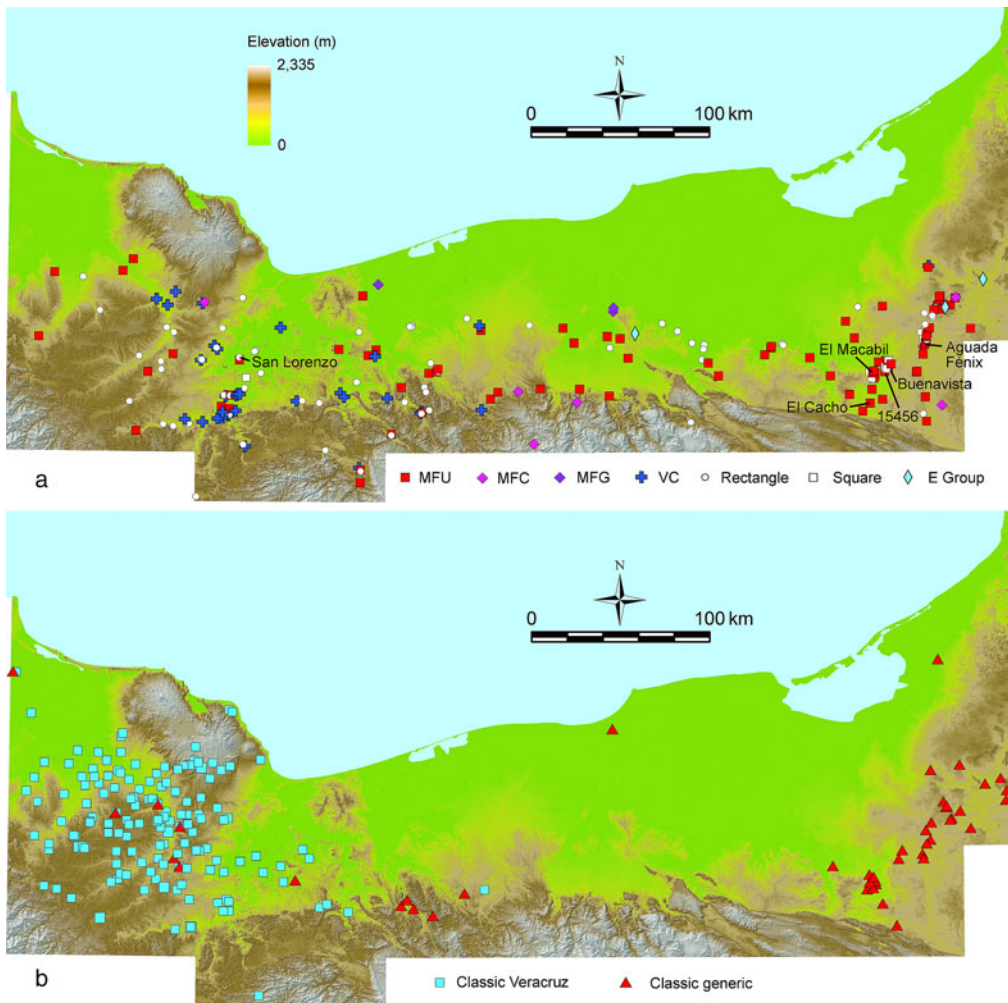 Elevation (m)
2,335
0
N
0 100 km
San Lorenzo
El Macabil
Aguada
Fénix
Buenavista
El Cacho
15456
a
MFU MFC MFG VC Rectangle Square E Group
N
0 100 km
b
Classic Veracruz Classic generic